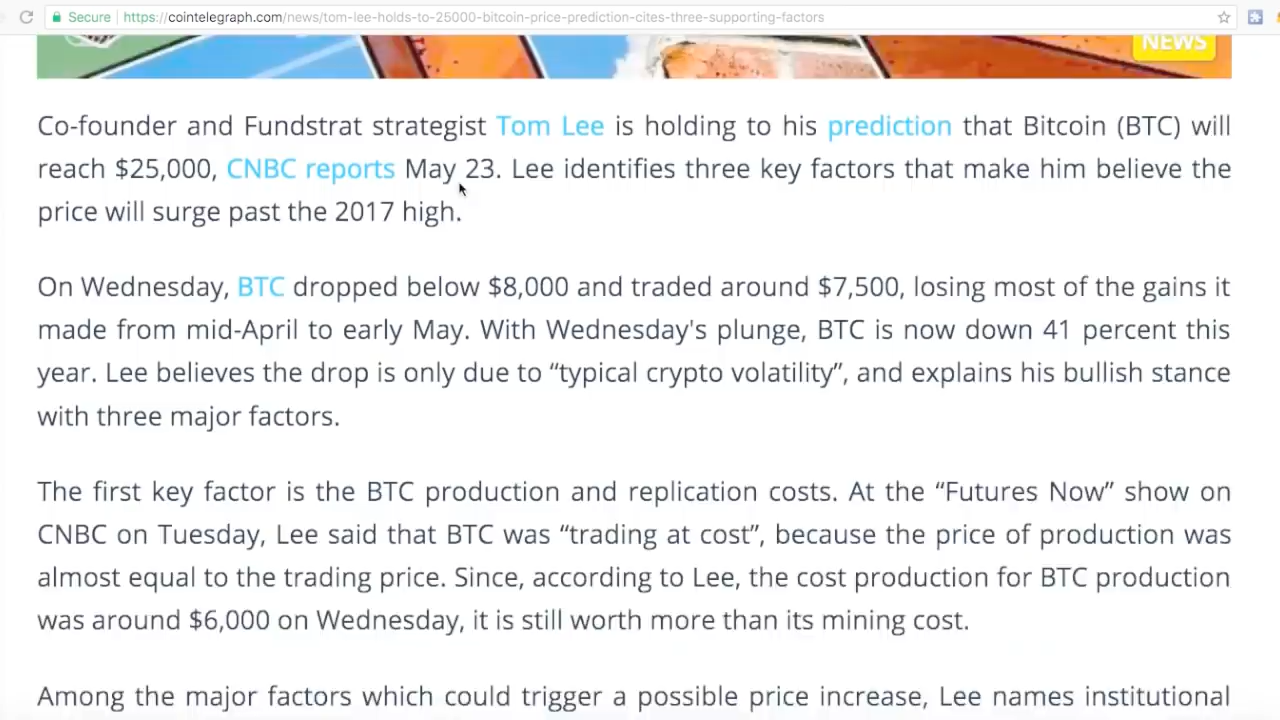 Secure
https://cointelegraph.com/news/tom-lee-holds-to-25000-bitcoin-price-prediction-cites-three-supporting-factors
NEWS
Co-founder and Fundstrat strategist Tom Lee is holding to his prediction that Bitcoin (BTC) will
reach $25,000, CNBC reports May 23. Lee identifies three key factors that make him believe the
price will surge past the 2017 high.
On Wednesday, BTC dropped below $8,000 and traded around $7,500, losing most of the gains it
made from mid-April to early May. With Wednesday's plunge, BTC is now down 41 percent this
year. Lee believes the drop is only due to “typical crypto volatility”, and explains his bullish stance
with three major factors.
The first key factor is the BTC production and replication costs. At the “Futures Now” show on
CNBC on Tuesday, Lee said that BTC was “trading at cost”, because the price of production was
almost equal to the trading price. Since, according to Lee, the cost production for BTC production
was around $6,000 on Wednesday, it is still worth more than its mining cost.
Among the major factors which could trigger a possible price increase, Lee names institutional